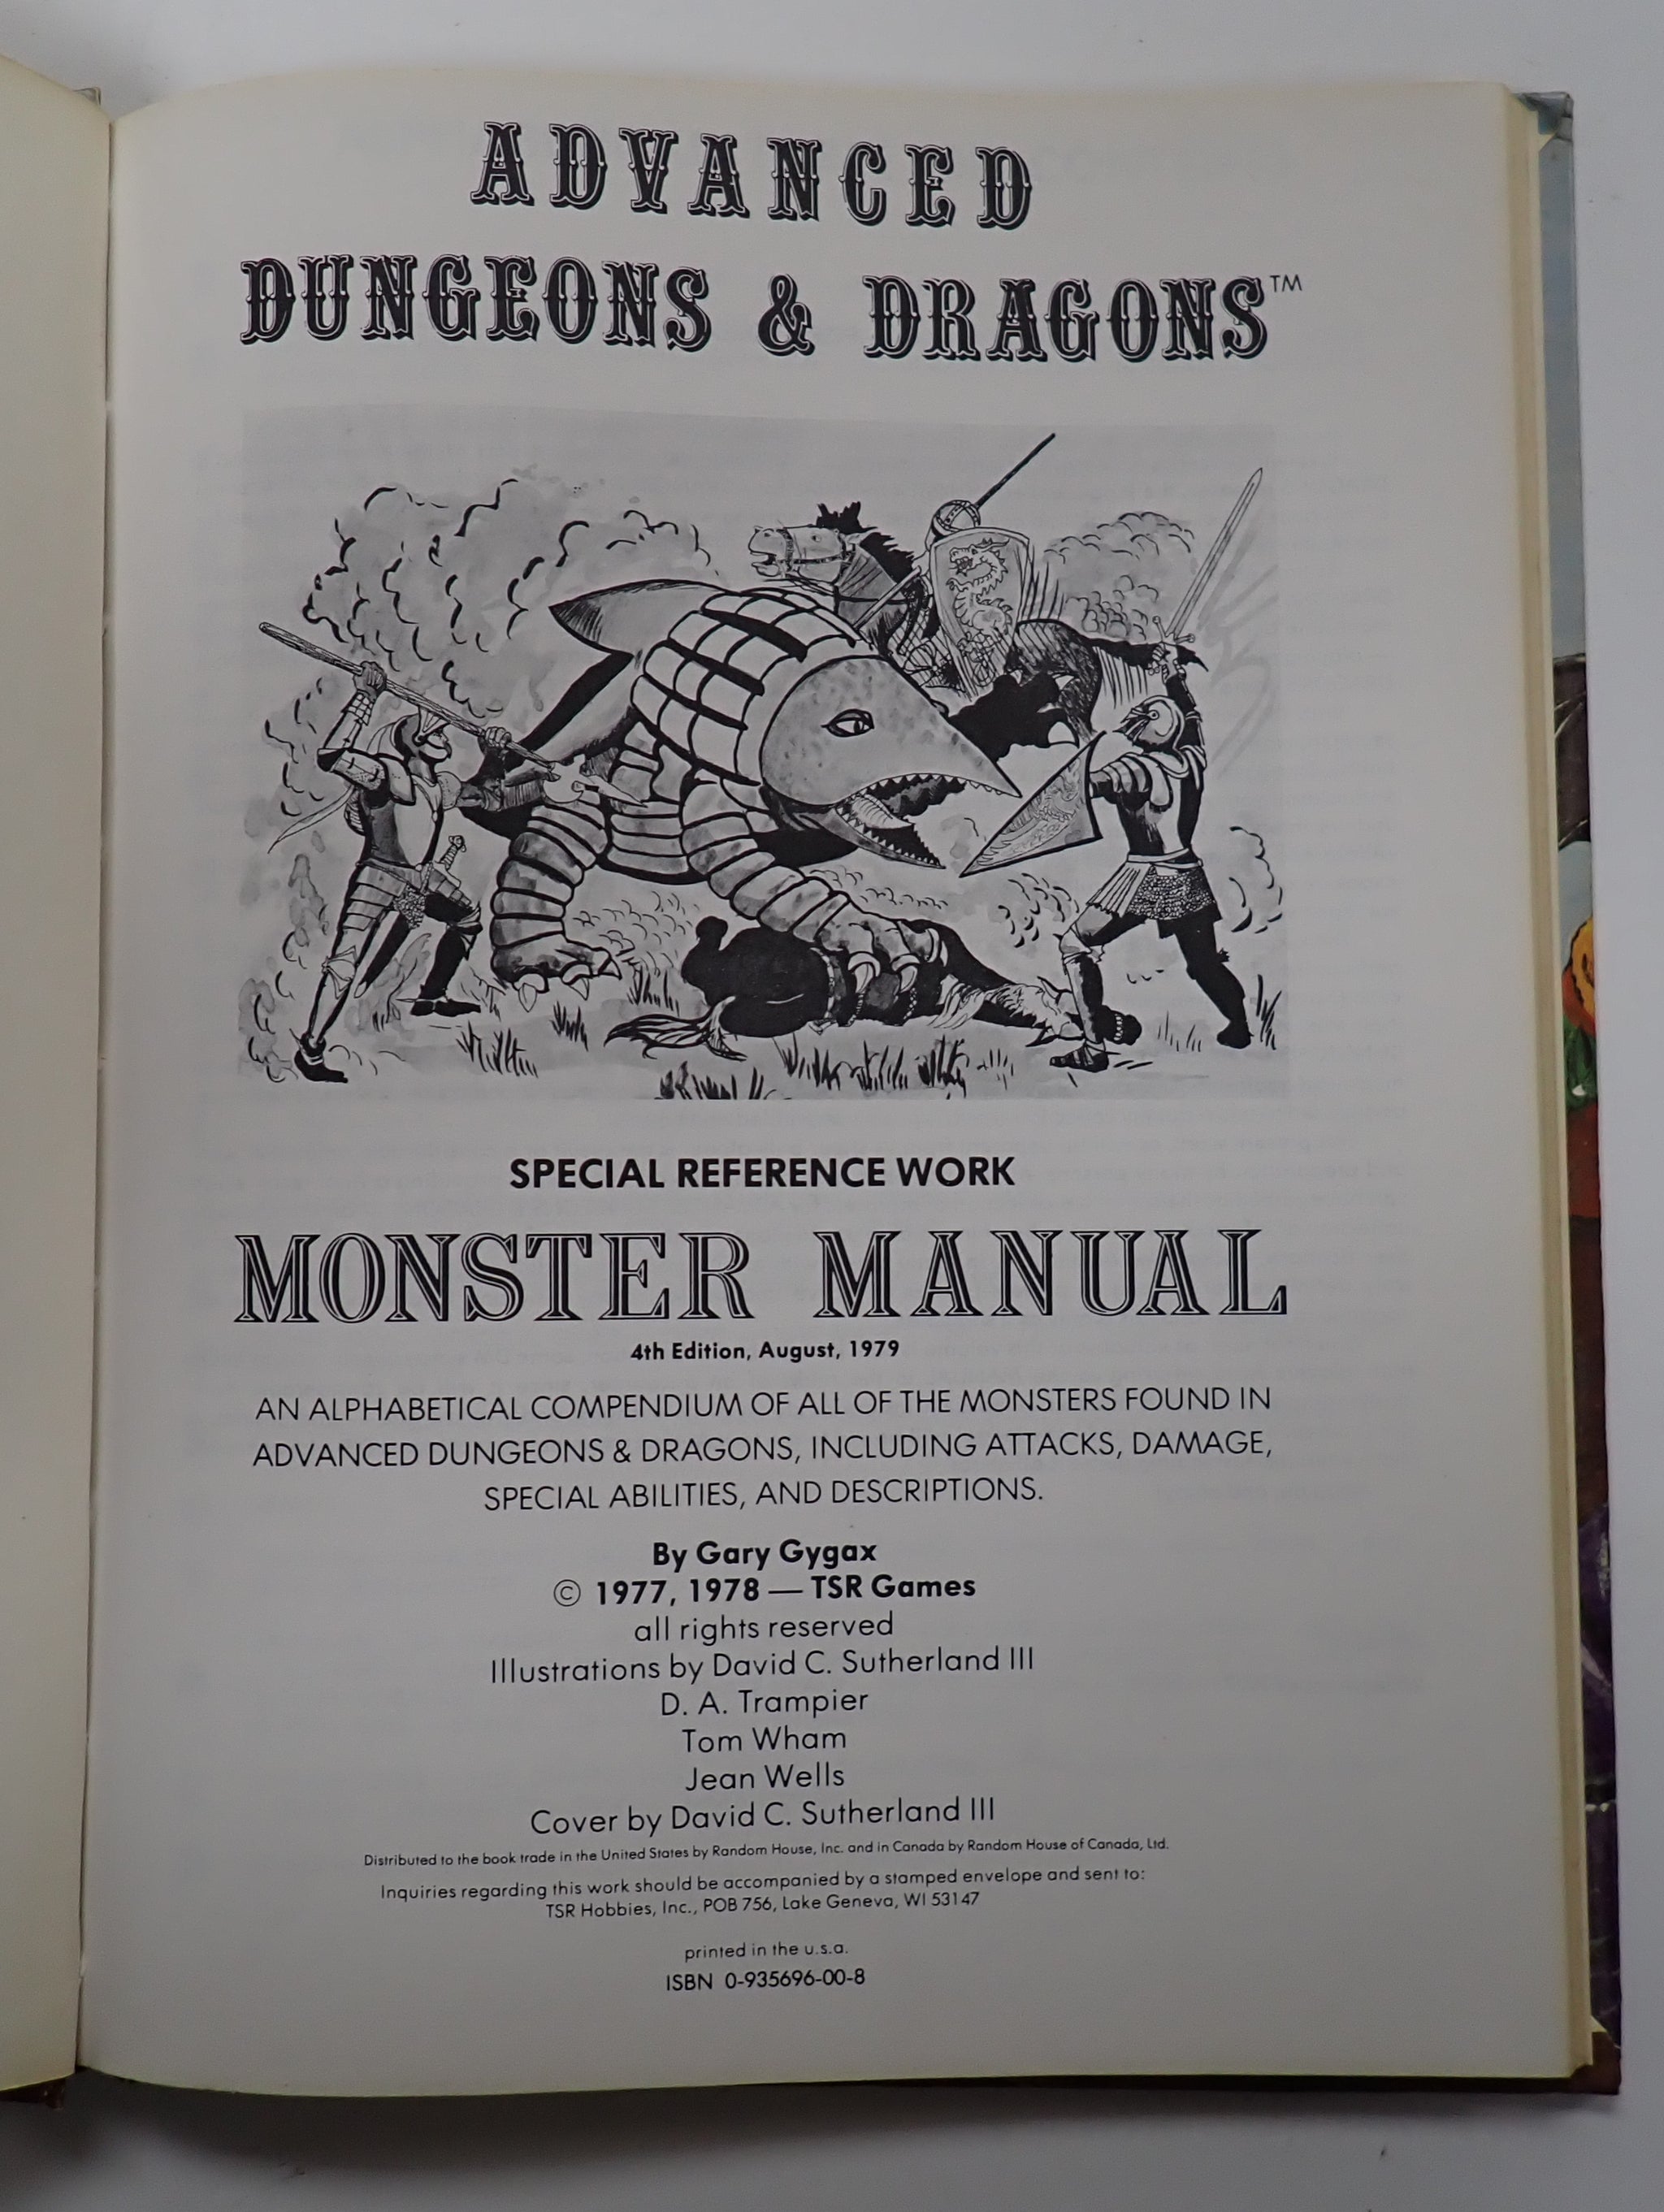 ADVANCED
DUNGEONS & DRAGONS™
SPECIAL REFERENCE WORK
MONSTER MANUAL
4th Edition, August, 1979
AN ALPHABETICAL COMPENDIUM OF ALL OF THE MONSTERS FOUND IN
ADVANCED DUNGEONS & DRAGONS, INCLUDING ATTACKS, DAMAGE,
SPECIAL ABILITIES, AND DESCRIPTIONS.
By Gary Gygax
© 1977, 1978 — TSR Games
all rights reserved
Illustrations by David C. Sutherland III
D. A. Trampier
Tom Wham
Jean Wells
Cover by David C. Sutherland III
Distributed to the book trade in the United States by Random House, Inc. and in Canada by Random House of Canada, Ltd.
Inquiries regarding this work should be accompanied by a stamped envelope and sent to:
TSR Hobbies, Inc., POB 756, Lake Geneva, WI 53147
printed in the u.s.a.
ISBN 0-935696-00-8